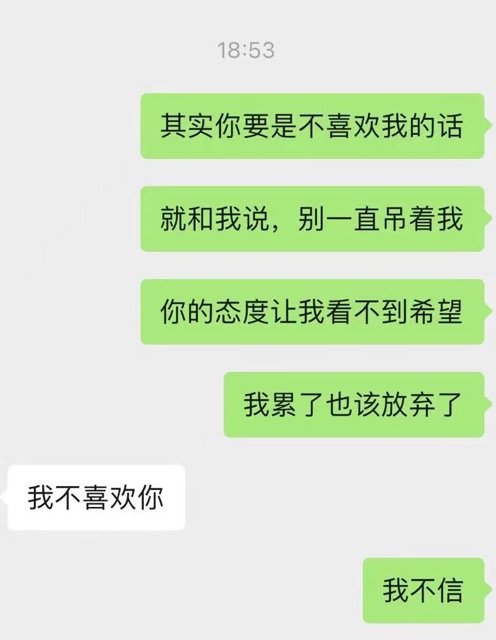 18:53
其实你要是不喜欢我的话
就和我说，别一直吊着我
你的态度让我看不到希望
我累了也该放弃了
我不喜欢你
我不信